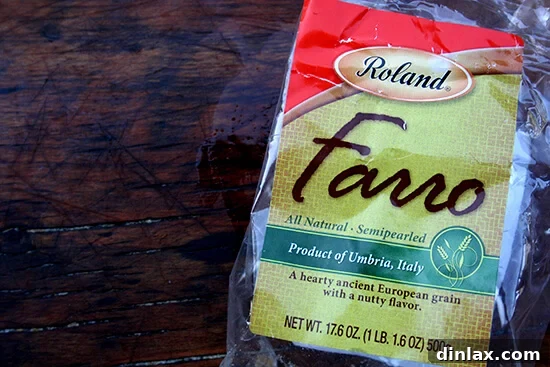 Roland®
Farro
All Natural · Semipearled
Product of Umbria, Italy
A hearty ancient European grain
with a nutty flavor.
NET WT. 17.6 OZ. (1 LB. 1.6 OZ) 500g
dinlax.com